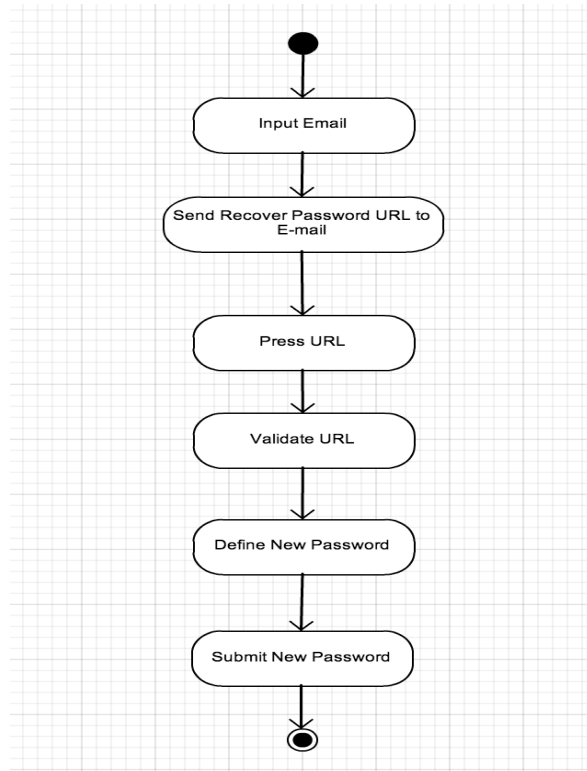 Input Email
Send Recover Password URL to
E-mail
Press URL
Validate URL
Define New Password
Submit New Password